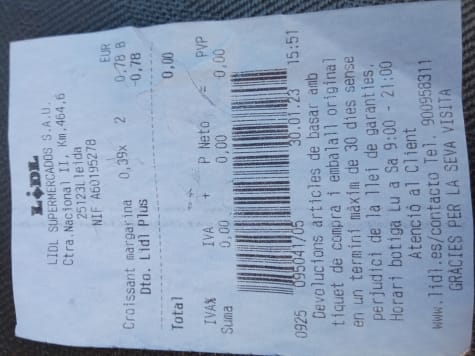 LIDL
LIDL SUPERMERCADOS S.A.U.
Ctra.Nacional II, Km,464,6
25123Lleida
NIF A60195278
EUR
Croissant margarina 0,39x 2 0,78 B
Dto. Lidl Plus -0,78
Total 0,00
IVA% IVA + P Neto = PVP
Suma 0,00 0,00 0,00
0925 095041/05 30.01.23 15:51
Devolucions articles de basar amb
tiquet de compra i embalall original
en un termini maxim de 30 dies sense
perjudici de la llei de garanties.
Horari botiga Lu a Sa 9:00 - 21:00
Atenció al Client
www.lidl.es/contacto Tel. 900958311
GRACIES PER LA SEVA VISITA